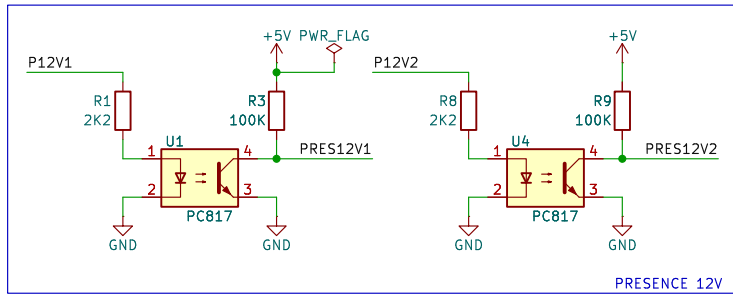 +5V PWR_FLAG
P12V1
R1
2K2
R3
100K
U1
1
2
4
3
PRES12V1
PC817
GND
GND
+5V
P12V2
R8
2K2
R9
100K
U4
1
2
4
3
PRES12V2
PC817
GND
GND
PRESENCE 12V